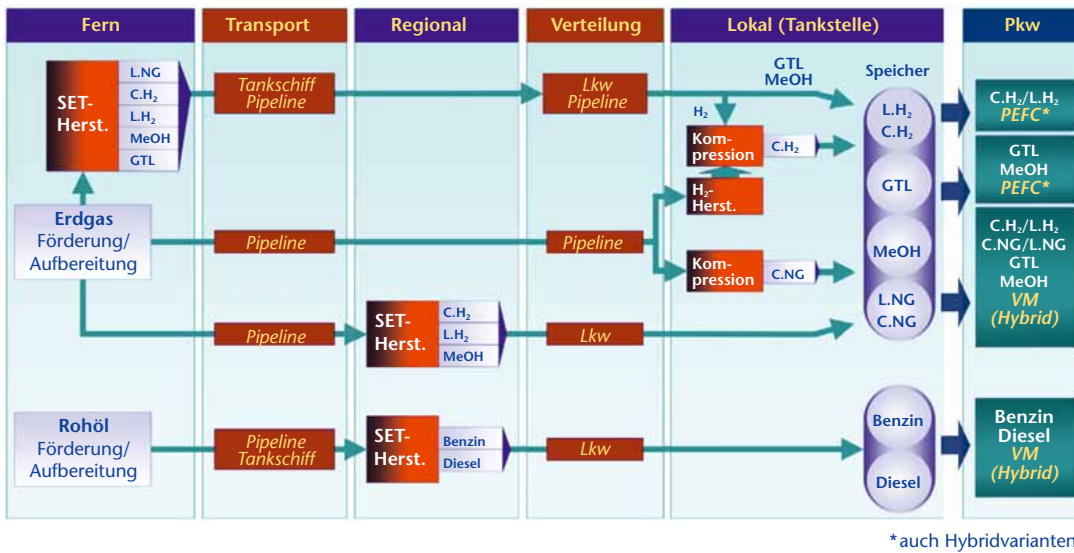 Fern
Transport
Regional
Verteilung
Lokal (Tankstelle)
Pkw
SET-
Herst.
L.NG
C.H₂
L.H₂
MeOH
GTL
Tankschiff
Pipeline
Lkw
Pipeline
GTL
MeOH
H₂
Kom-
pression
C.H₂
H₂-
Herst.
Erdgas
Förderung/
Aufbereitung
Pipeline
Pipeline
Kom-
pression
C.NG
Pipeline
SET-
Herst.
C.H₂
L.H₂
MeOH
Lkw
Speicher
L.H₂
C.H₂
GTL
MeOH
L.NG
C.NG
C.H₂/L.H₂
PEFC*
GTL
MeOH
PEFC*
C.H₂/L.H₂
C.NG/L.NG
GTL
MeOH
VM
(Hybrid)
Rohöl
Förderung/
Aufbereitung
Pipeline
Tankschiff
SET-
Herst.
Benzin
Diesel
Lkw
Benzin
Diesel
Benzin
Diesel
VM
(Hybrid)
*auch Hybridvarianten